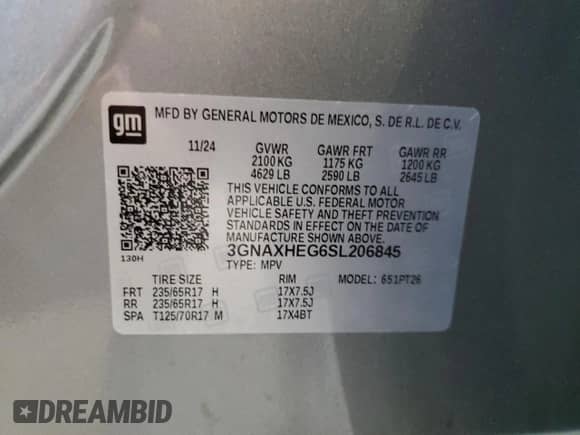 gm
MFD BY GENERAL MOTORS DE MEXICO, S. DE R.L. DE C.V.
11/24 GVWR GAWR FRT GAWR RR
2100 KG 1175 KG 1200 KG
4629 LB 2590 LB 2645 LB
THIS VEHICLE CONFORMS TO ALL
APPLICABLE U.S. FEDERAL MOTOR
VEHICLE SAFETY AND THEFT PREVENTION
STANDARDS IN EFFECT ON THE DATE
OF MANUFACTURE SHOWN ABOVE.
130H 3GNAXHEG6SL206845
TYPE: MPV MODEL: 651PT26
TIRE SIZE RIM
FRT 235/65R17 H 17X7.5J
RR 235/65R17 H 17X7.5J
SPA T125/70R17 M 17X4BT
DREAMBID